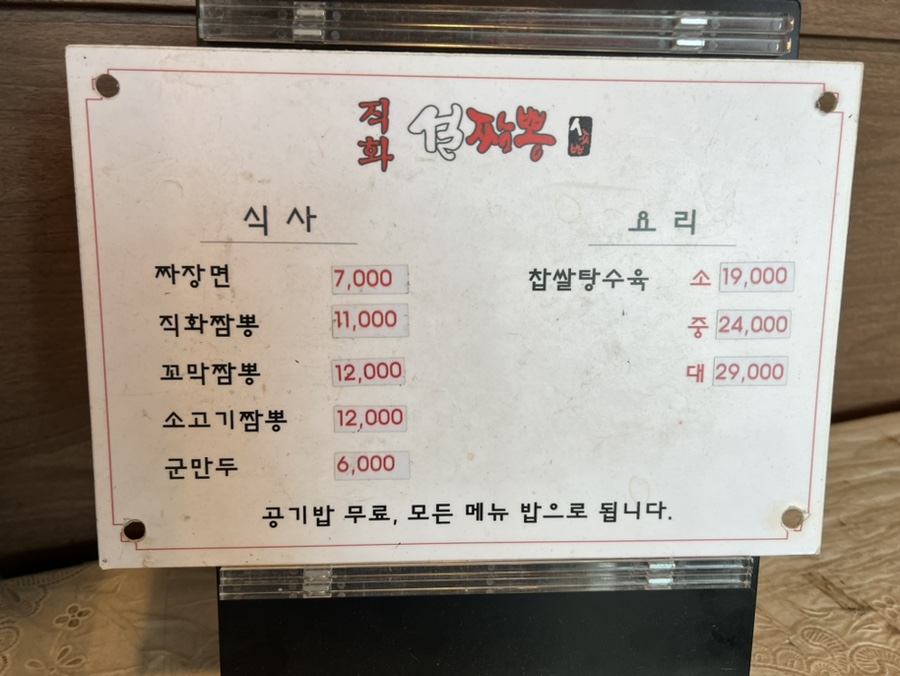 직화 짬뽕
식사
짜장면 7,000
직화짬뽕 11,000
꼬막짬뽕 12,000
소고기짬뽕 12,000
군만두 6,000
요리
찹쌀탕수육 소 19,000
중 24,000
대 29,000
공기밥 무료, 모든 메뉴 밥으로 됩니다.